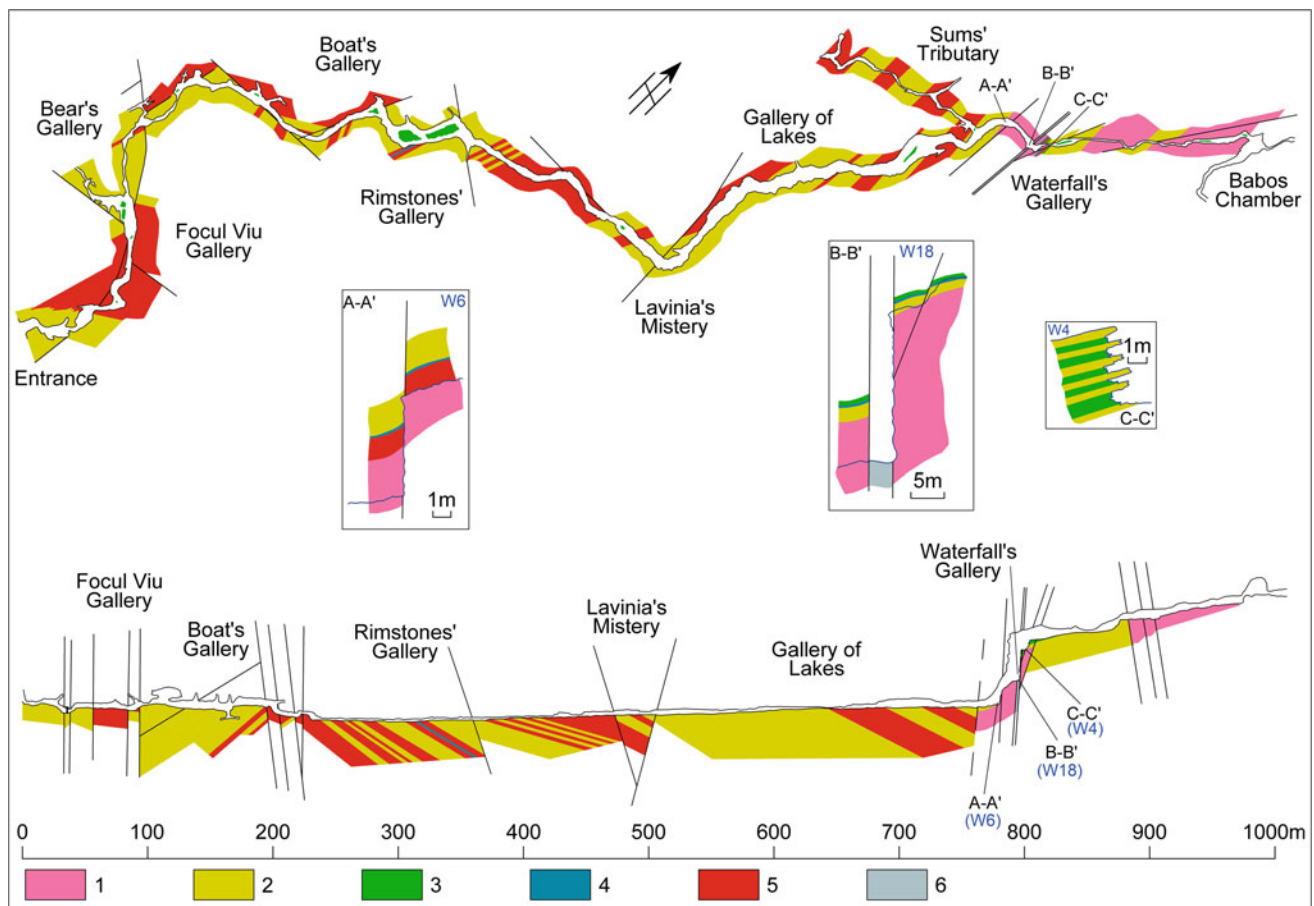 Boat's
Gallery
Sums'
Tributary
A-A'
B-B'
C-C'
Bear's
Gallery
Gallery of
Lakes
Rimstones'
Gallery
Waterfall's
Gallery
Babos
Chamber
Focul Viu
Gallery
Lavinia's
Mistery
Entrance
A-A'
W6
1m
B-B'
W18
5m
W4
1m
C-C'
Waterfall's
Gallery
Focul Viu
Gallery
Boat's
Gallery
Rimstones'
Gallery
Lavinia's
Mistery
Gallery of
Lakes
C-C'
(W4)
B-B'
(W18)
A-A'
(W6)
0 100 200 300 400 500 600 700 800 900 1000m
1 2 3 4 5 6